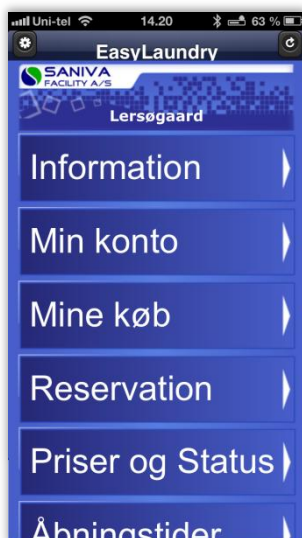 Uni-tel 14.20 63 %
EasyLaundry
SANIVA
FACILITY A/S
Lersøgaard
Information
Min konto
Mine køb
Reservation
Priser og Status
Åbningstider